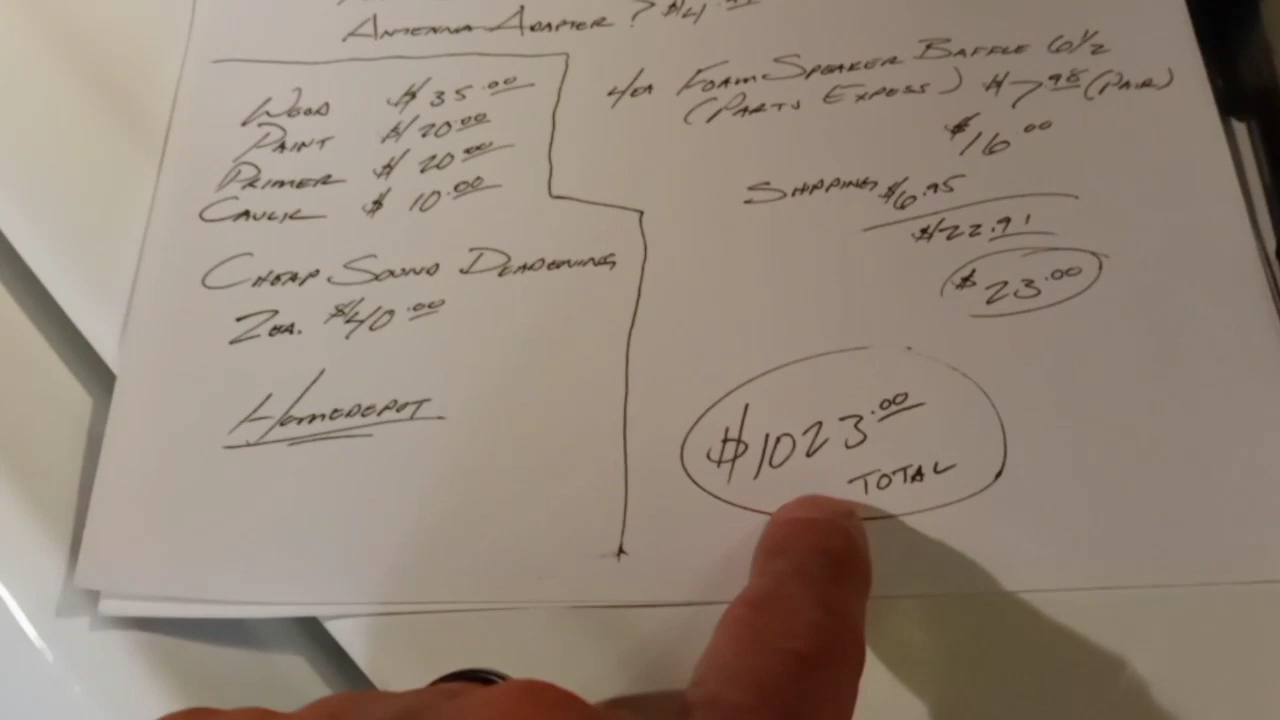 Antenna Adapter ? $4
Wood $35.00
Paint $20.00
Primer $20.00
Caulk $10.00
Cheap Sound Deadening
2ea. $40.00
Homedepot
4ea Foam Speaker Baffle 6 1/2
(Parts Expess) $7.98 (Pair)
$16.00
Shipping $6.95
$22.91
$23.00
$1023.00
Total